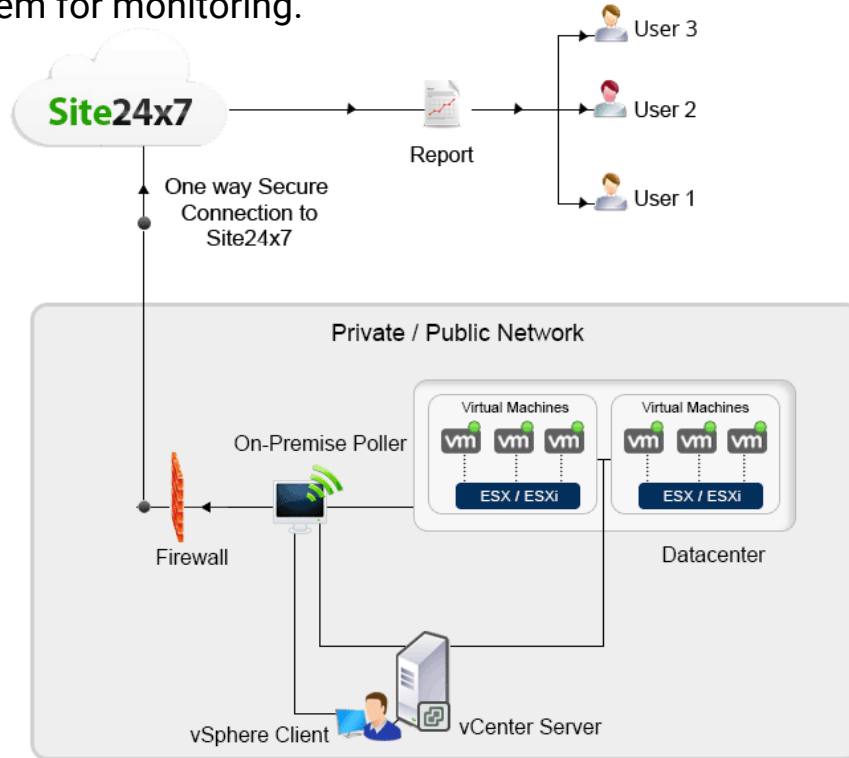 em for monitoring.
User 3
Site24x7
User 2
Report
User 1
One way Secure
Connection to
Site24x7
Private / Public Network
Virtual Machines
Virtual Machines
On-Premise Poller
vm vm vm
vm vm vm
ESX / ESXi
ESX / ESXi
Firewall
Datacenter
vSphere Client
vCenter Server